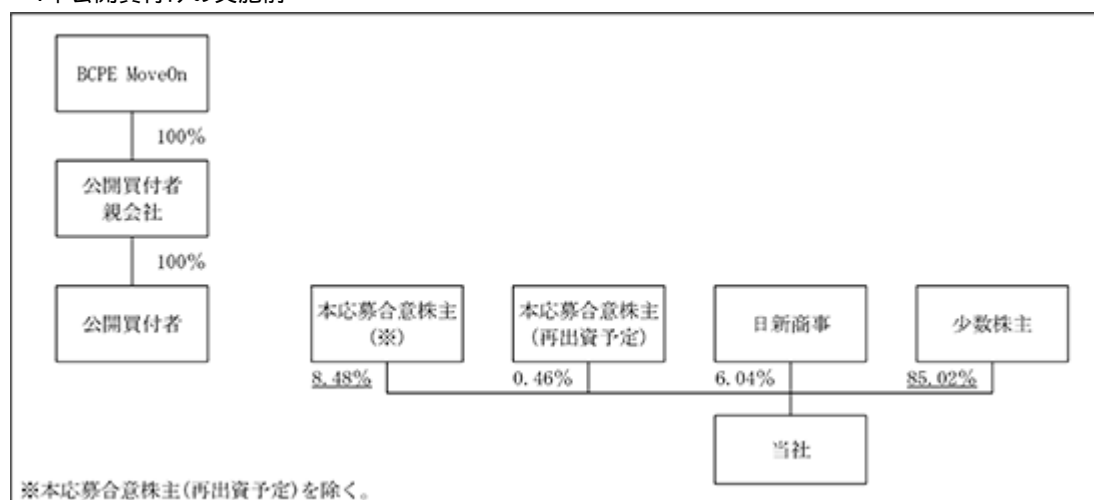 BCPE MoveOn
100%
公開買付者
親会社
100%
公開買付者
本応募合意株主
(※)
本応募合意株主
(再出資予定)
日新商事
少数株主
8.48%
0.46%
6.04%
85.02%
当社
※本応募合意株主(再出資予定)を除く。